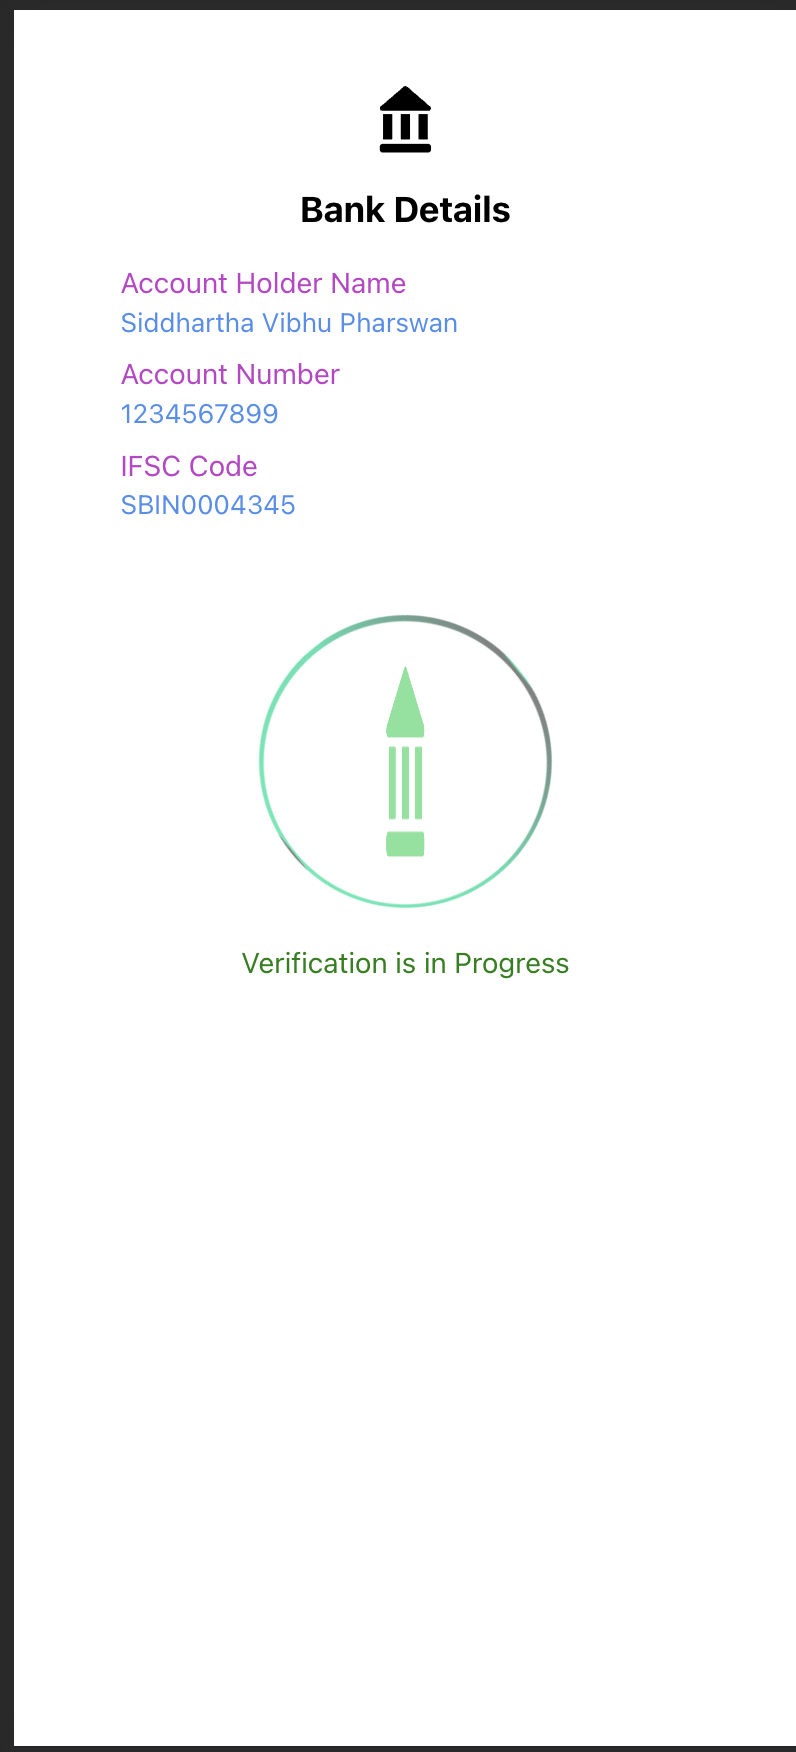 Bank Details
Account Holder Name
Siddhartha Vibhu Pharswan
Account Number
1234567899
IFSC Code
SBIN0004345
Verification is in Progress